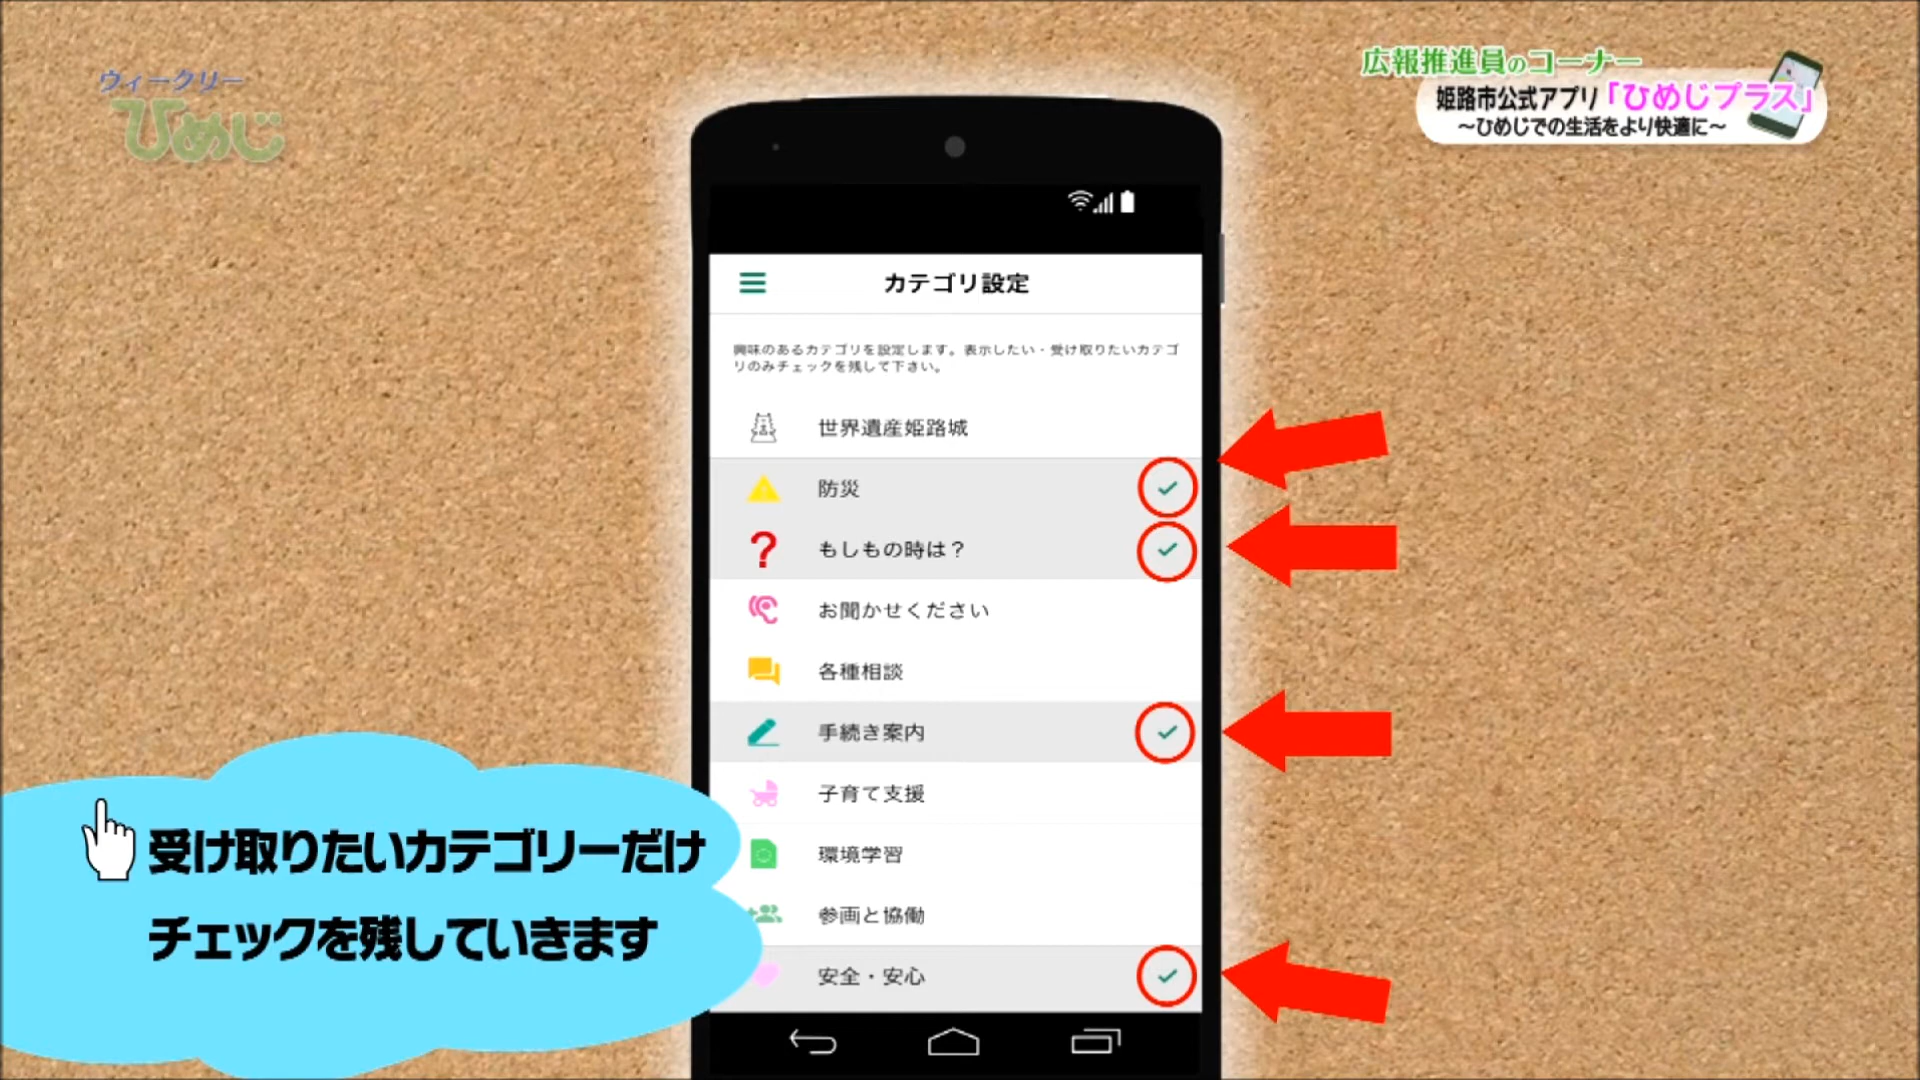 ウィークリー
ひめじ
広報推進員のコーナー
姫路市公式アプリ「ひめじプラス」
～ひめじでの生活をより快適に～
カテゴリ設定
興味のあるカテゴリを設定します。表示したい・受け取りたいカテゴ
リのみチェックを残して下さい。
世界遺産姫路城
防災
もしもの時は？
お聞かせください
各種相談
手続き案内
子育て支援
環境学習
参画と協働
安全・安心
受け取りたいカテゴリーだけ
チェックを残していきます